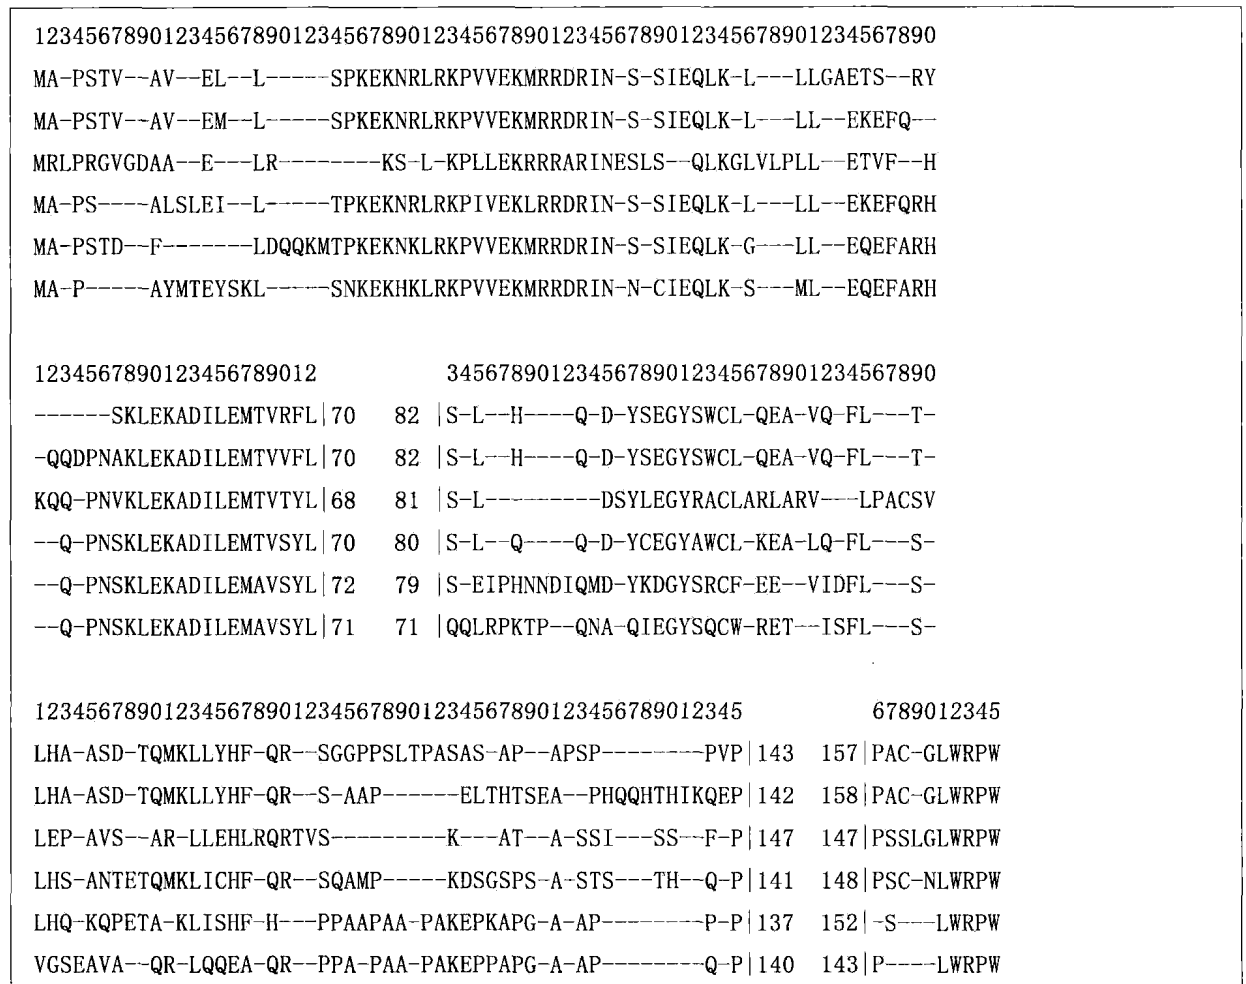 1234567890123456789012345678901234567890123456789012345678901234567890
MA-PSTV--AV--EL--L-----SPKEKNRLRKPVVEKMRRDRIN-S-SIEQLK-L---LLGAETS--RY
MA-PSTV--AV--EM--L-----SPKEKNRLRKPVVEKMRRDRIN-S-SIEQLK-L---LL--EKEFQ--
MRLPRGVGDAA--E---LR--------KS-L-KPLLEKRRRARINESLS--QLKGLVLPLL--ETVF--H
MA-PS----ALSLEI--L-----TPKEKNRLRKPIVEKLRRDRIN-S-SIEQLK-L---LL--EKEFQRH
MA-PSTD--F-------LDQQKMTPKEKNKLRKPVVEKMRRDRIN-S-SIEQLK-G---LL--EQEFARH
MA-P-----AYMTEYSKL-----SNKEKHKLRKPVVEKMRRDRIN-N-CIEQLK-S---ML--EQEFARH
1234567890123456789012 34567890123456789012345678901234567890
------SKLEKADILEMTVRFL|70 82 |S-L--H----Q-D-YSEGYSWCL-QEA-VQ-FL---T-
-QQDPNAKLEKADILEMTVVFL|70 82 |S-L--H----Q-D-YSEGYSWCL-QEA-VQ-FL---T-
KQQ-PNVKLEKADILEMTVTYL|68 81 |S-L---------DSYLEGYRACLARLARV---LPACSV
--Q-PNSKLEKADILEMTVSYL|70 80 |S-L--Q----Q-D-YCEGYAWCL-KEA-LQ-FL---S-
--Q-PNSKLEKADILEMAVSYL|72 79 |S-EIPHNNDIQMD-YKDGYSRCF-EE--VIDFL---S-
--Q-PNSKLEKADILEMAVSYL|71 71 |QQLRPKTP--QNA-QIEGYSQCW-RET--ISFL---S-
1234567890123456789012345678901234567890123456789012345 6789012345
LHA-ASD-TQMKLLYHF-QR--SGGPPSLTPASAS-AP--APSP--------PVP|143 157|PAC-GLWRPW
LHA-ASD-TQMKLLYHF-QR--S-AAP------ELTHTSEA--PHQQHTHIKQEP|142 158|PAC-GLWRPW
LEP-AVS--AR-LLEHLRQRTVS---------K---AT--A-SSI---SS--F-P|147 147|PSSLGLWRPW
LHS-ANTETQMKLICHF-QR--SQAMP-----KDSGSPS-A-STS---TH--Q-P|141 148|PSC-NLWRPW
LHQ-KQPETA-KLISHF-H---PPAAPAA-PAKEPKAPG-A-AP--------P-P|137 152|-S---LWRPW
VGSEAVA--QR-LQQEA-QR--PPA-PAA-PAKEPPAPG-A-AP--------Q-P|140 143|P----LWRPW